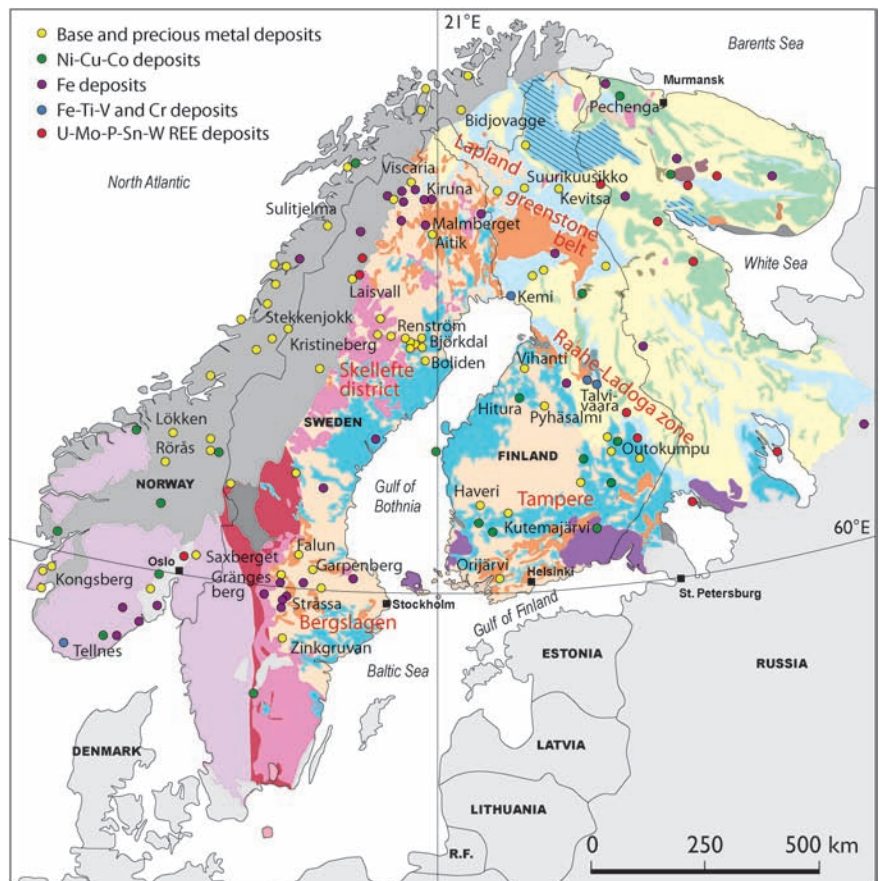 21°E
Base and precious metal deposits
Ni-Cu-Co deposits
Fe deposits
Fe-Ti-V and Cr deposits
U-Mo-P-Sn-W REE deposits
Barents Sea
Murmansk
Pechenga
Bidjovagge
North Atlantic
Lapland
greenstone
belt
Viscaria
Kiruna
Suurikuusikko
Kevitsa
Sulitjelma
Malmberget
Aitik
White Sea
Laisvall
Kemi
Stekkenjokk
Renström
Kristineberg
Björkdal
Boliden
Raahe-Ladoga zone
Vihanti
Skellefte
district
Talvi-
vaara
Hitura
Pyhäsalmi
Lökken
SWEDEN
Röräs
Outokumpu
NORWAY
FINLAND
Gulf of
Bothnia
Haveri
Tampere
Kutemajärvi
60°E
Falun
Oslo
Saxberget
Garpenberg
Orijärvi
Helsinki
Kongsberg
Gränges
berg
Strässa
Stockholm
St. Petersburg
Gulf of Finland
Bergslagen
Tellnes
Zinkgruvan
Baltic Sea
ESTONIA
RUSSIA
DENMARK
LATVIA
LITHUANIA
R.F.
0
250
500 km